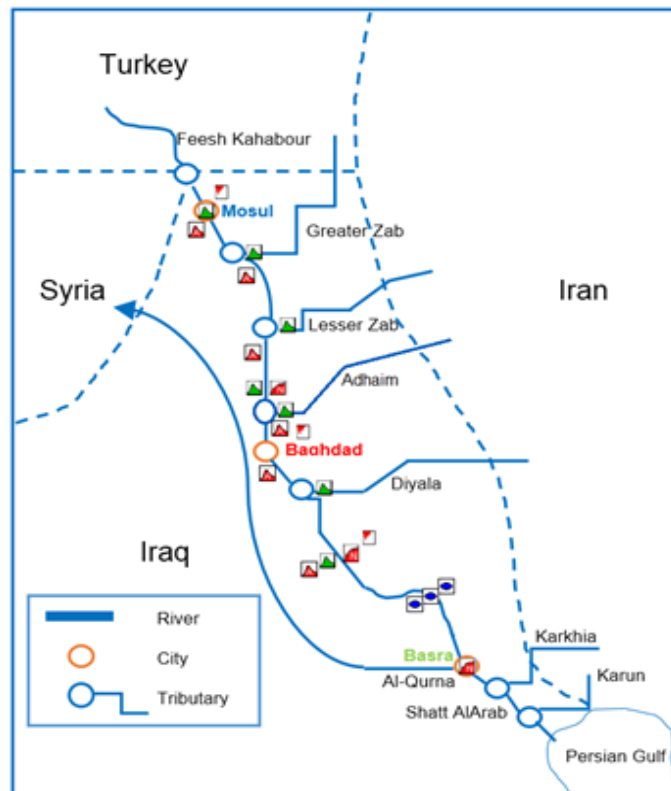 Turkey
Feesh Kahabour
Mosul
Greater Zab
Syria
Iran
Lesser Zab
Adhaim
Baghdad
Diyala
Iraq
River
City
Tributary
Basra
Al-Qurna
Karkhia
Karun
Shatt AlArab
Persian Gulf